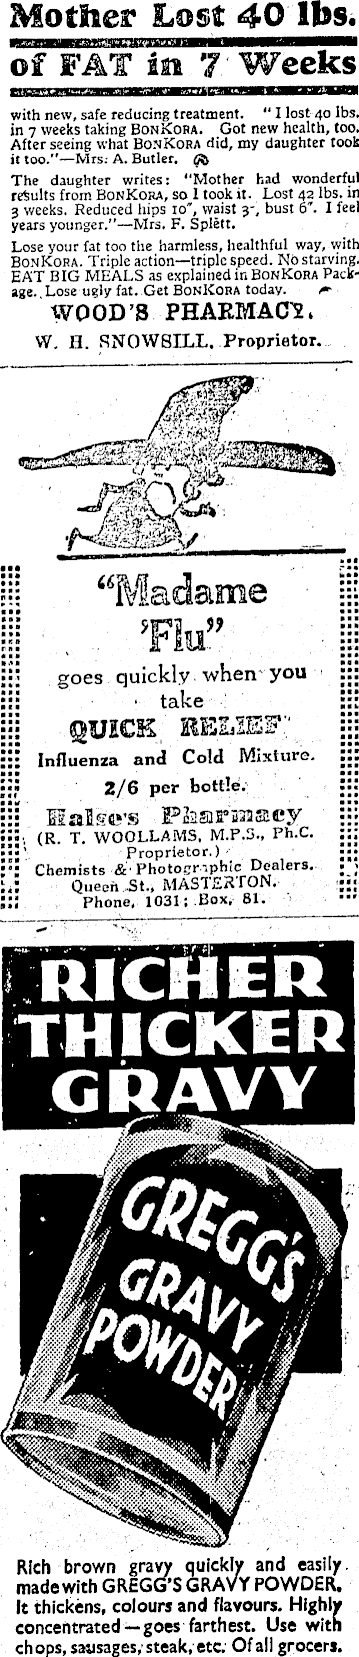 Mother Lost 40 lbs.
of FAT in 7 Weeks
with new, safe reducing treatment. "I lost 40 lbs.
in 7 weeks taking BONKORA. Got new health, too.
After seeing what BONKORA did, my daughter took
it too."—Mrs. A. Butler.
The daughter writes: "Mother had wonderful
results from BONKORA, so I took it. Lost 42 lbs. in
3 weeks. Reduced hips 10", waist 3", bust 6". I feel
years younger."—Mrs. F. Splett.
Lose your fat too the harmless, healthful way, with
BONKORA. Triple action—triple speed. No starving.
EAT BIG MEALS as explained in BONKORA Pack-
age. Lose ugly fat. Get BONKORA today.
WOOD'S PHARMACY,
W. H. SNOWSILL, Proprietor.
"Madame
'Flu"
goes quickly when you
take
QUICK RELIEF
Influenza and Cold Mixture.
2/6 per bottle.
Halse's Pharmacy
(R. T. WOOLLAMS, M.P.S., Ph.C.
Proprietor.)
Chemists & Photographic Dealers.
Queen St., MASTERTON.
Phone, 1031; Box, 81.
RICHER
THICKER
GRAVY
GREGG'S
GRAVY
POWDER
Rich brown gravy quickly and easily
made with GREGG'S GRAVY POWDER.
It thickens, colours and flavours. Highly
concentrated—goes farthest. Use with
chops, sausages, steak, etc. Of all grocers.